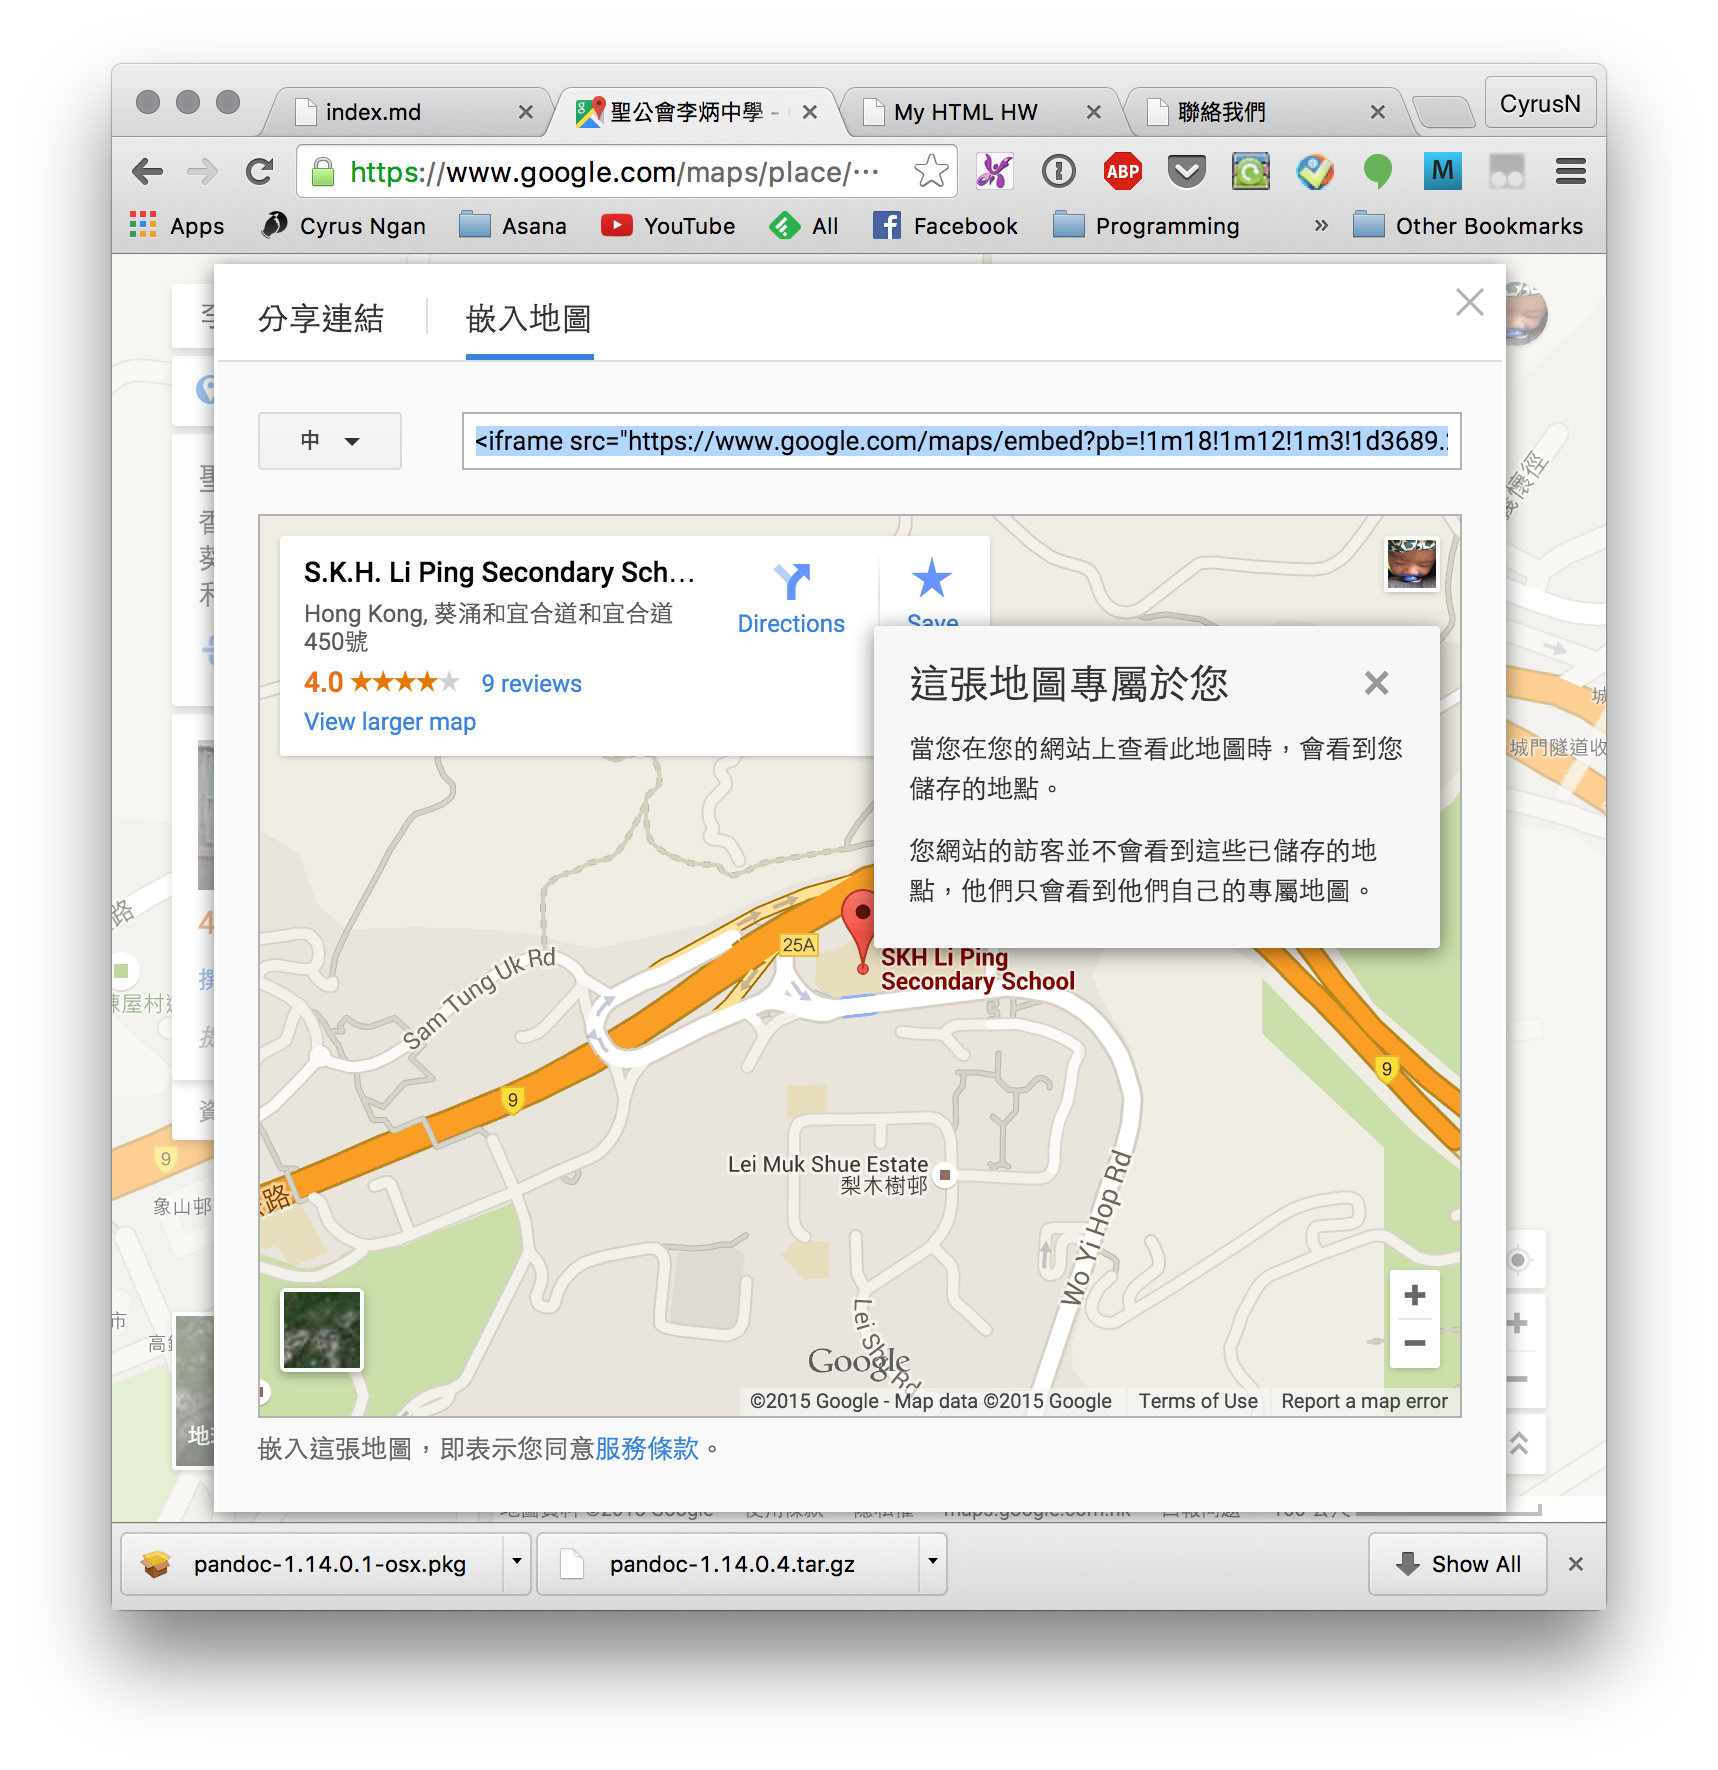 index.md
聖公會李炳中學 -
My HTML HW
聯絡我們
CyrusN
https://www.google.com/maps/place/···
ABP
M
Apps
Cyrus Ngan
Asana
YouTube
All
Facebook
Programming
»
Other Bookmarks
分享連結
嵌入地圖
中
<iframe src="https://www.google.com/maps/embed?pb=!1m18!1m12!1m3!1d3689.
S.K.H. Li Ping Secondary Sch...
Hong Kong, 葵涌和宜合道和宜合道
450號
4.0
9 reviews
View larger map
Directions
Save
這張地圖專屬於您
當您在您的網站上查看此地圖時，會看到您
儲存的地點。
您網站的訪客並不會看到這些已儲存的地
點，他們只會看到他們自己的專屬地圖。
25A
SKH Li Ping
Secondary School
Sam Tung Uk Rd
9
9
9
Lei Muk Shue Estate
梨木樹邨
Wo Yi Hop Rd
Lei Shu Rd
路
路
象山邨
城門隧道收
市
Google
©2015 Google - Map data ©2015 Google
Terms of Use
Report a map error
嵌入這張地圖，即表示您同意服務條款。
pandoc-1.14.0.1-osx.pkg
pandoc-1.14.0.4.tar.gz
Show All